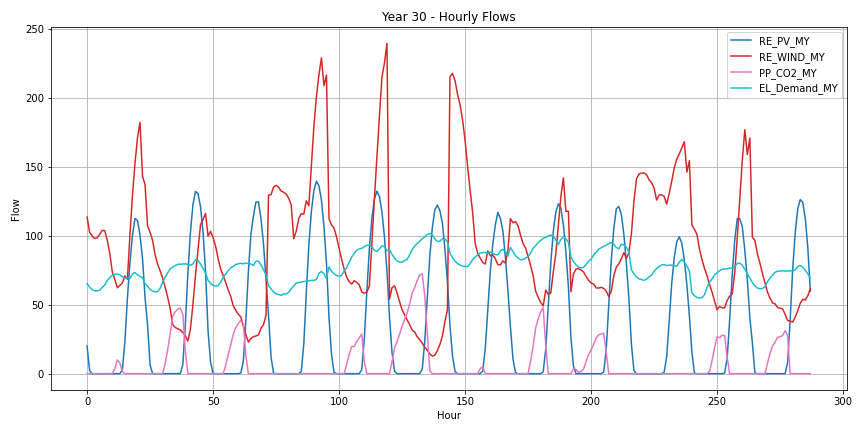 Year 30 - Hourly Flows
RE_PV_MY
RE_WIND_MY
PP_CO2_MY
EL_Demand_MY
Flow
250
200
150
100
50
0
0
50
100
150
200
250
300
Hour